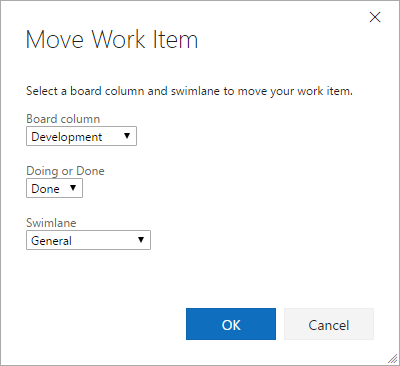 Move Work Item
Select a board column and swimlane to move your work item.
Board column
Development
Doing or Done
Done
Swimlane
General
OK
Cancel